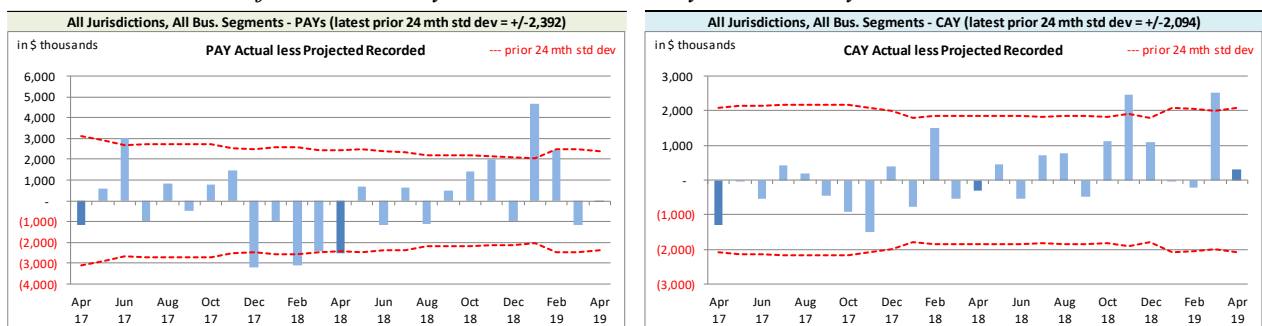 All Jurisdictions, All Bus. Segments - PAYs (latest prior 24 mth std dev = +/-2,392)
in $ thousands
PAY Actual less Projected Recorded
--- prior 24 mth std dev
6,000
5,000
4,000
3,000
2,000
1,000
-
(1,000)
(2,000)
(3,000)
(4,000)
Apr Jun Aug Oct Dec Feb Apr Jun Aug Oct Dec Feb Apr
17 17 17 17 17 18 18 18 18 18 18 19 19
All Jurisdictions, All Bus. Segments - CAY (latest prior 24 mth std dev = +/-2,094)
in $ thousands
CAY Actual less Projected Recorded
--- prior 24 mth std dev
3,000
2,000
1,000
-
(1,000)
(2,000)
(3,000)
Apr Jun Aug Oct Dec Feb Apr Jun Aug Oct Dec Feb Apr
17 17 17 17 17 18 18 18 18 18 18 19 19